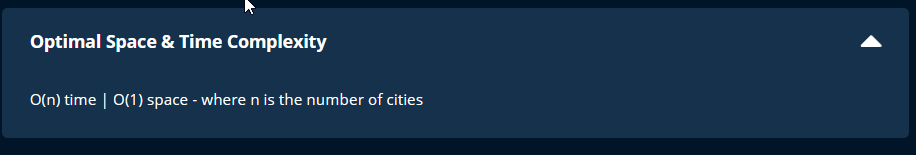 Optimal Space & Time Complexity
O(n) time | O(1) space - where n is the number of cities